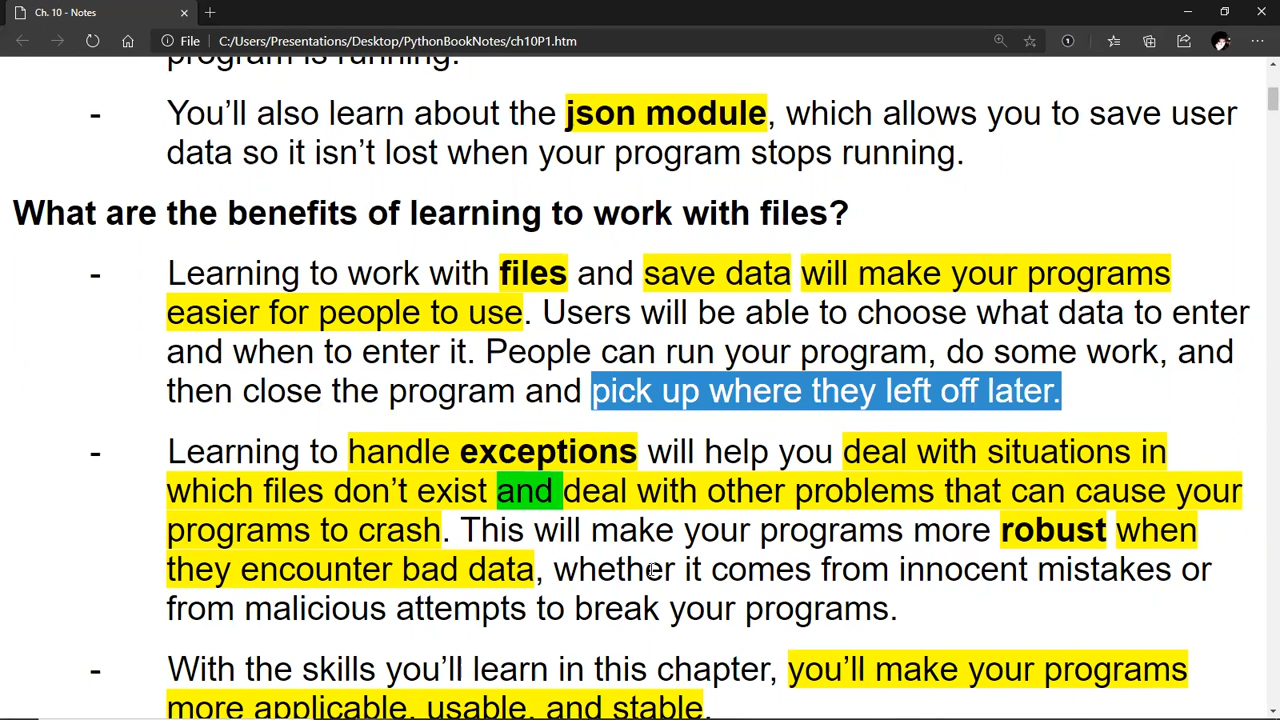 Ch. 10 - Notes
File C:/Users/Presentations/Desktop/PythonBookNotes/ch10P1.htm
program is running.
- You’ll also learn about the json module, which allows you to save user
data so it isn’t lost when your program stops running.
What are the benefits of learning to work with files?
- Learning to work with files and save data will make your programs
easier for people to use. Users will be able to choose what data to enter
and when to enter it. People can run your program, do some work, and
then close the program and pick up where they left off later.
- Learning to handle exceptions will help you deal with situations in
which files don’t exist and deal with other problems that can cause your
programs to crash. This will make your programs more robust when
they encounter bad data, whether it comes from innocent mistakes or
from malicious attempts to break your programs.
- With the skills you’ll learn in this chapter, you’ll make your programs
more applicable, usable, and stable.